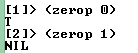 [1]> (zerop 0)
T
[2]> (zerop 1)
NIL